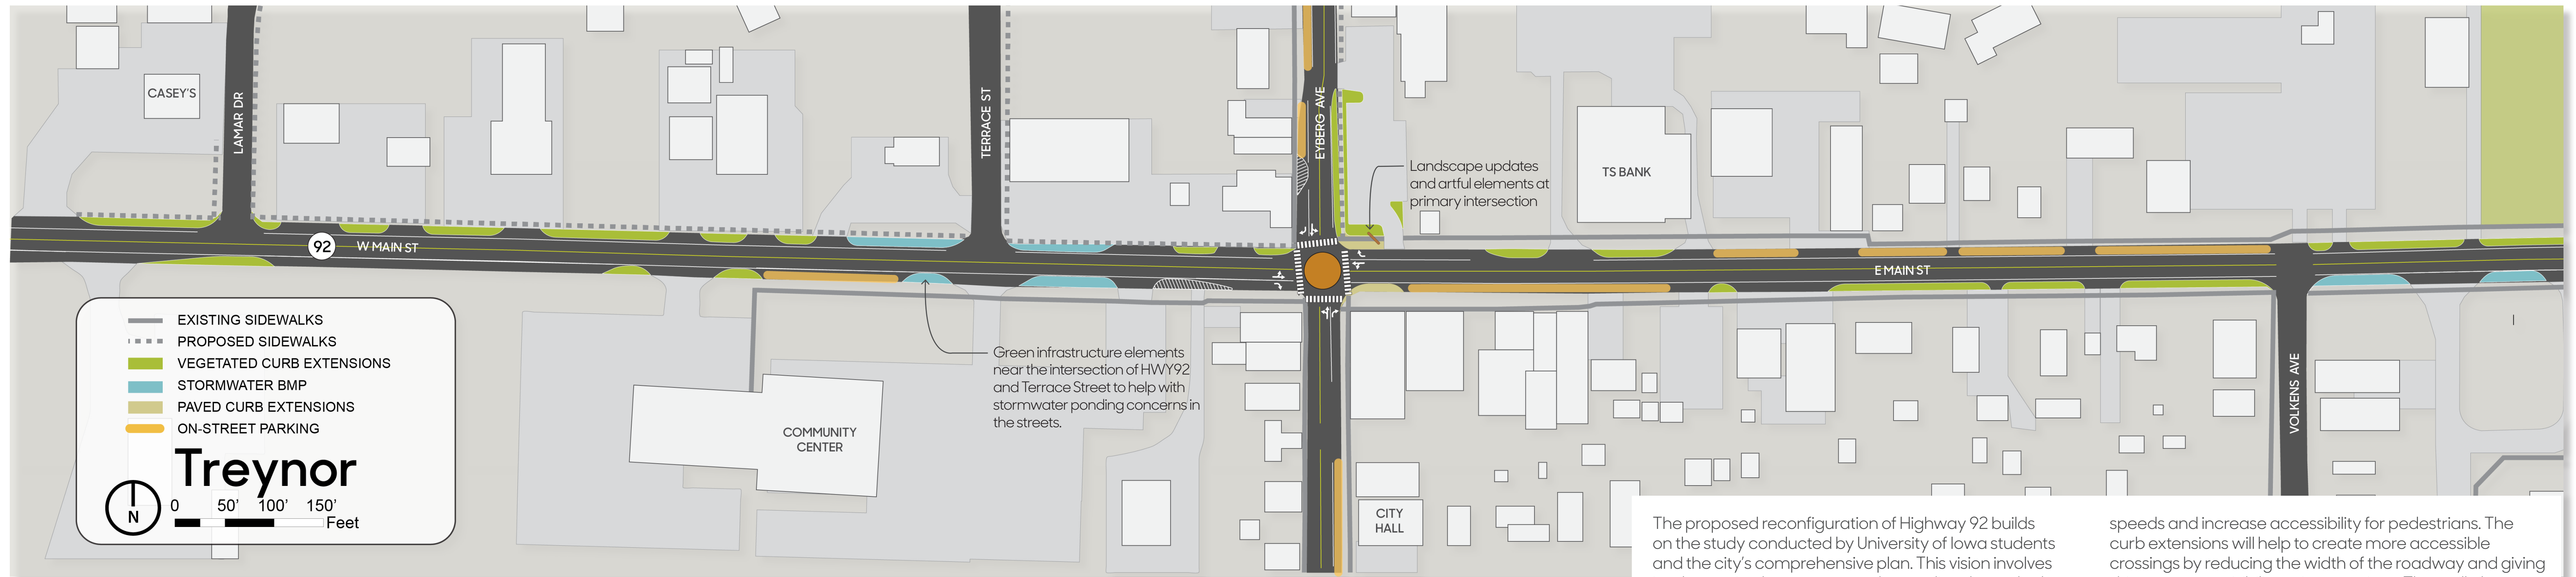 CASEY'S
LAMAR DR
TERRACE ST
EYBERG AVE
Landscape updates
and artful elements at
primary intersection
TS BANK
92
W MAIN ST
E MAIN ST
EXISTING SIDEWALKS
PROPOSED SIDEWALKS
VEGETATED CURB EXTENSIONS
STORMWATER BMP
PAVED CURB EXTENSIONS
ON-STREET PARKING
Treynor
N
0 50' 100' 150'
Feet
Green infrastructure elements
near the intersection of HWY92
and Terrace Street to help with
stormwater ponding concerns in
the streets.
COMMUNITY
CENTER
CITY
HALL
VOLKENS AVE
The proposed reconfiguration of Highway 92 builds
on the study conducted by University of Iowa students
and the city's comprehensive plan. This vision involves
speeds and increase accessibility for pedestrians. The
curb extensions will help to create more accessible
crossings by reducing the width of the roadway and giving